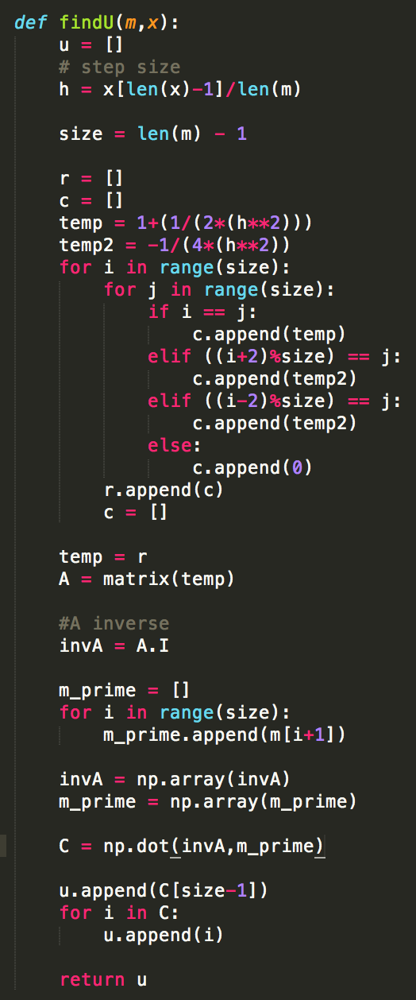 def findU(m,x):
    u = []
    # step size
    h = x[len(x)-1]/len(m)

    size = len(m) - 1

    r = []
    c = []
    temp = 1+(1/(2*(h**2)))
    temp2 = -1/(4*(h**2))
    for i in range(size):
        for j in range(size):
            if i == j:
                c.append(temp)
            elif ((i+2)%size) == j:
                c.append(temp2)
            elif ((i-2)%size) == j:
                c.append(temp2)
            else:
                c.append(0)
        r.append(c)
        c = []

    temp = r
    A = matrix(temp)

    #A inverse
    invA = A.I

    m_prime = []
    for i in range(size):
        m_prime.append(m[i+1])

    invA = np.array(invA)
    m_prime = np.array(m_prime)

    C = np.dot(invA,m_prime)

    u.append(C[size-1])
    for i in C:
        u.append(i)

    return u